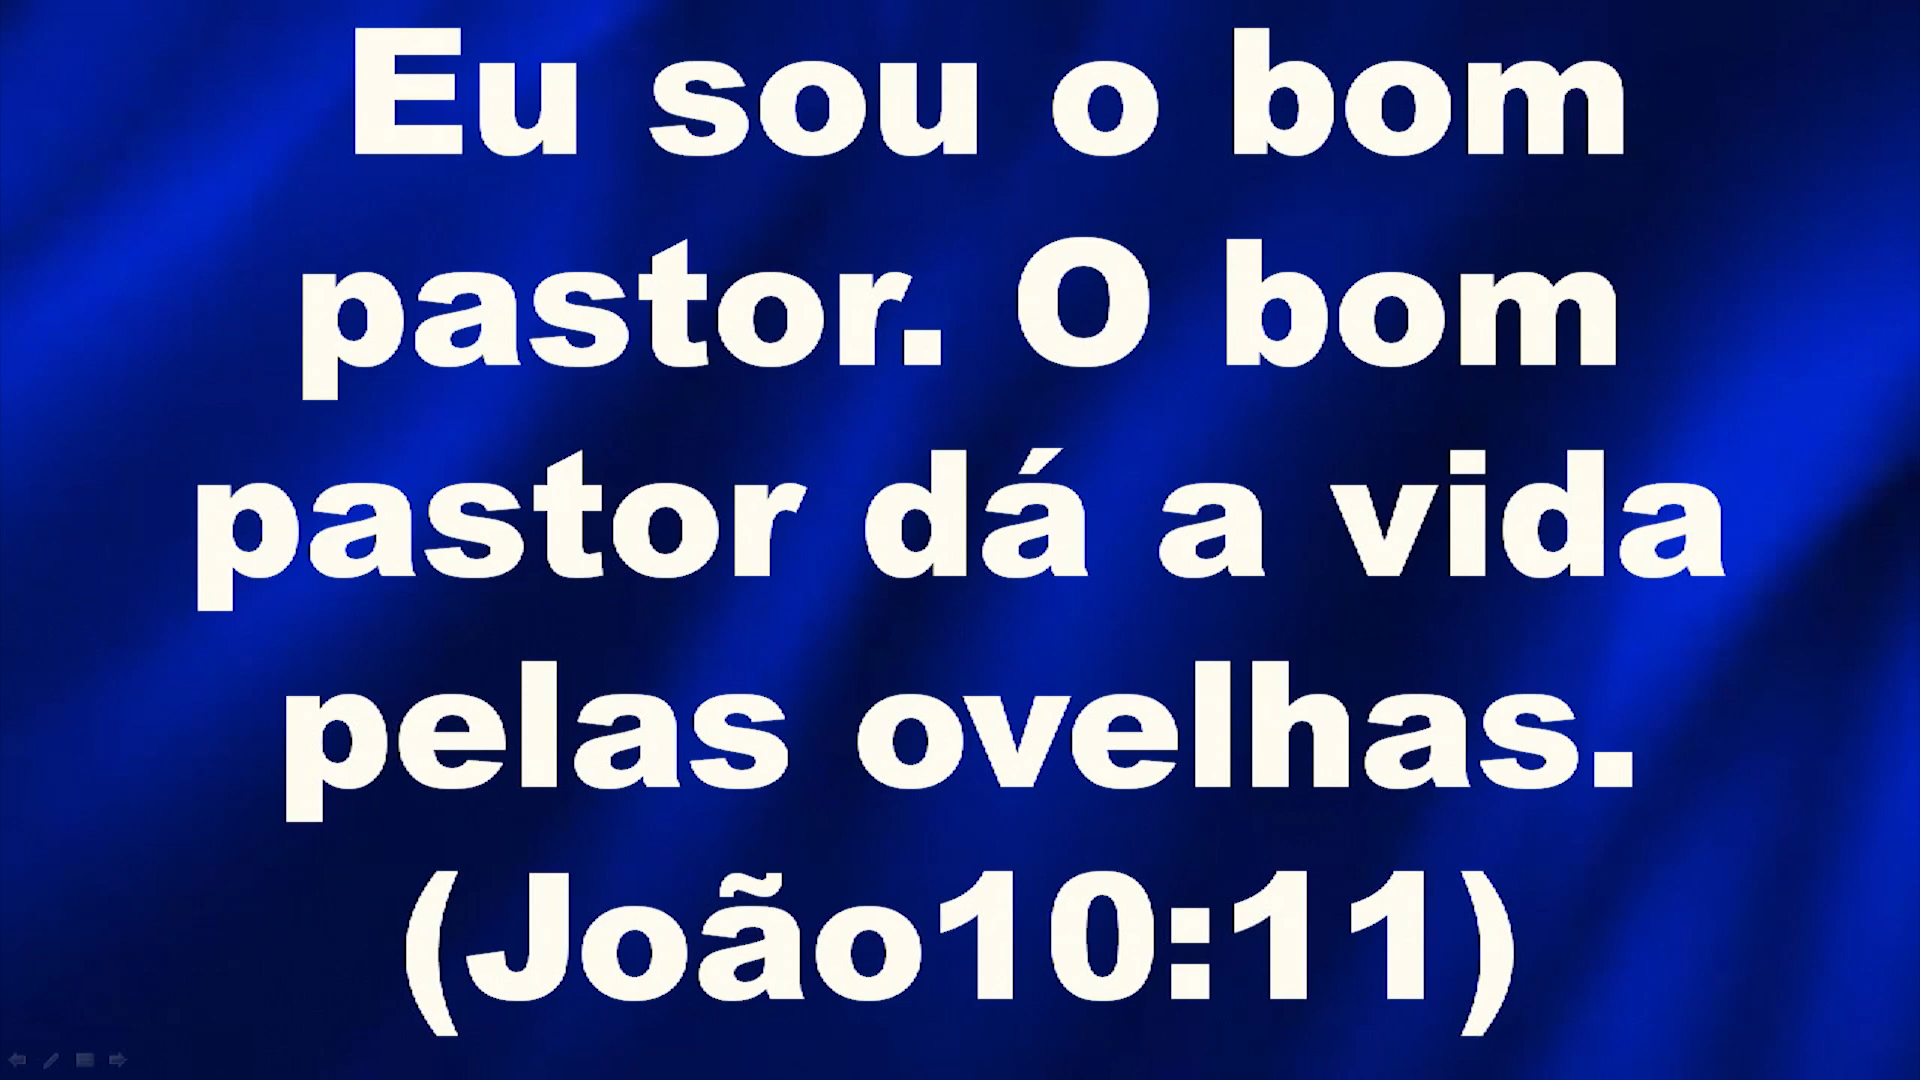 Eu sou o bom
pastor. O bom
pastor dá a vida
pelas ovelhas.
(João10:11)